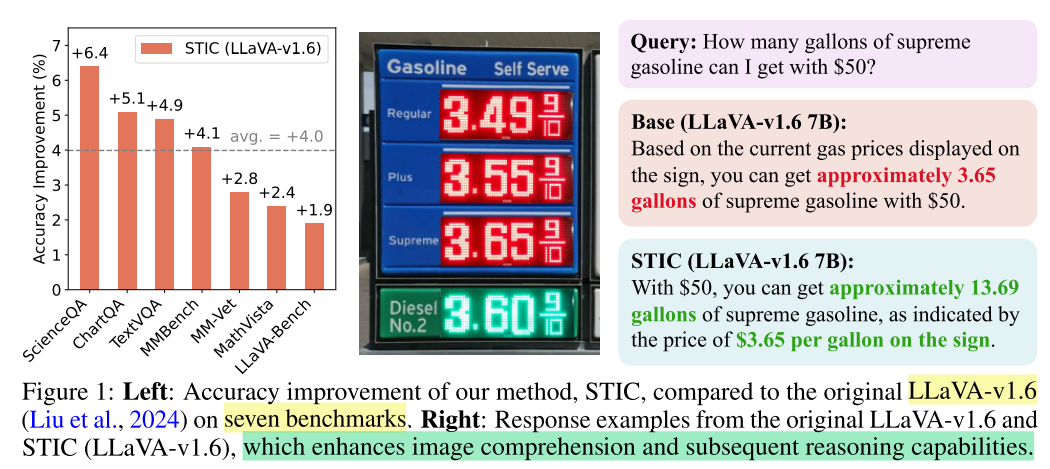 STIC (LLaVA-v1.6)
+6.4
+5.1
+4.9
+4.1
avg. = +4.0
+2.8
+2.4
+1.9
Accuracy Improvement (%)
7
6
5
4
3
2
1
0
ScienceQA
ChartQA
TextVQA
MMBench
MM-Vet
MathVista
LLaVA-Bench
Gasoline Self Serve
Regular 3.49 9/10
Plus 3.55 9/10
Supreme 3.65 9/10
Diesel
No.2 3.60 9/10
Query: How many gallons of supreme
gasoline can I get with $50?
Base (LLaVA-v1.6 7B):
Based on the current gas prices displayed on
the sign, you can get approximately 3.65
gallons of supreme gasoline with $50.
STIC (LLaVA-v1.6 7B):
With $50, you can get approximately 13.69
gallons of supreme gasoline, as indicated by
the price of $3.65 per gallon on the sign.
Figure 1: Left: Accuracy improvement of our method, STIC, compared to the original LLaVA-v1.6
(Liu et al., 2024) on seven benchmarks. Right: Response examples from the original LLaVA-v1.6 and
STIC (LLaVA-v1.6), which enhances image comprehension and subsequent reasoning capabilities.